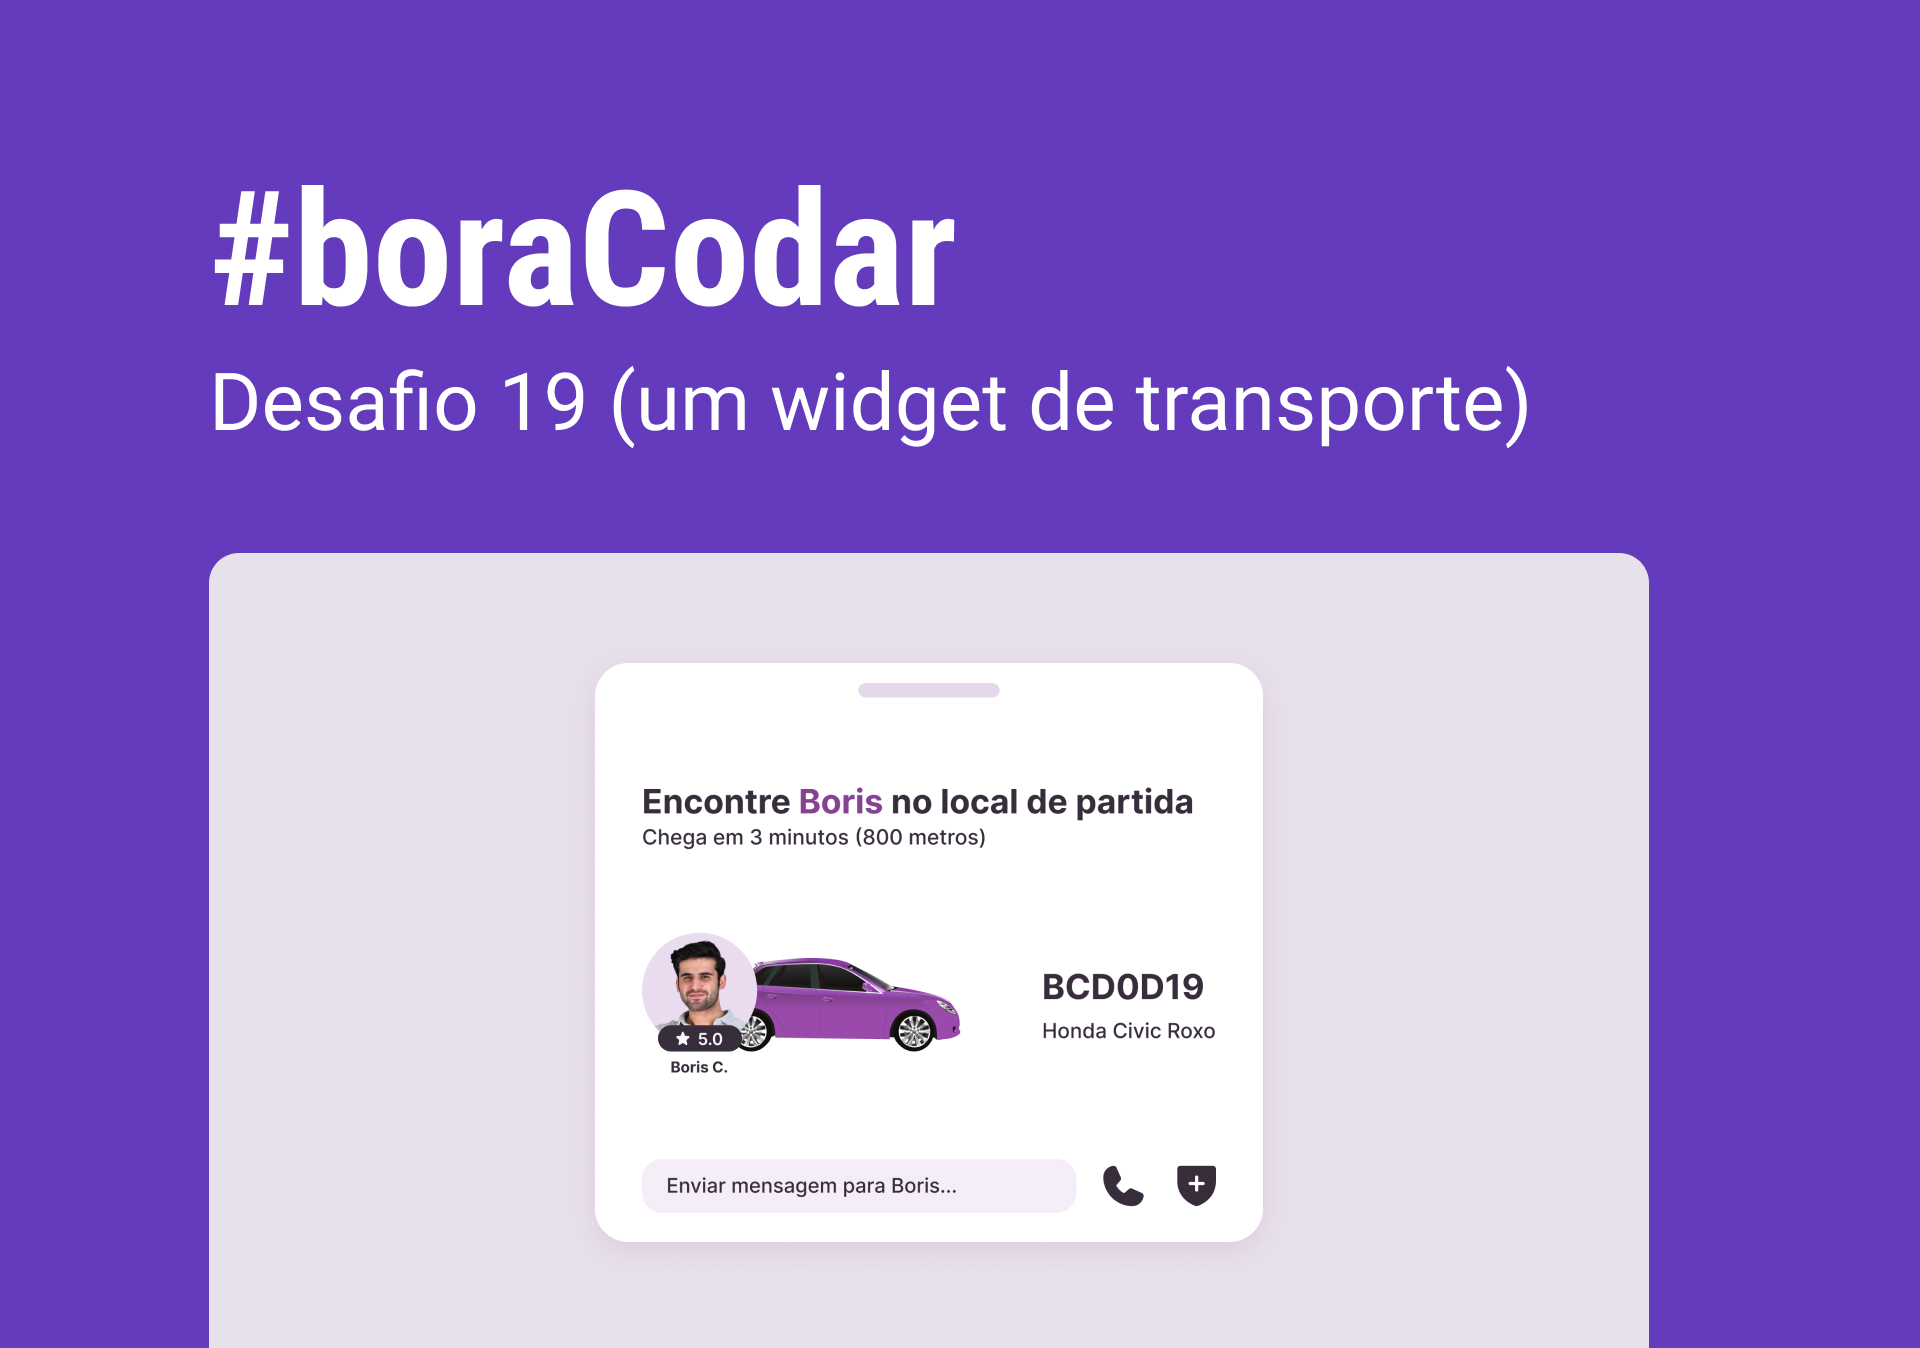 #boraCodar
Desafio 19 (um widget de transporte)
Encontre Boris no local de partida
Chega em 3 minutos (800 metros)
5.0
Boris C.
BCD0D19
Honda Civic Roxo
Enviar mensagem para Boris...